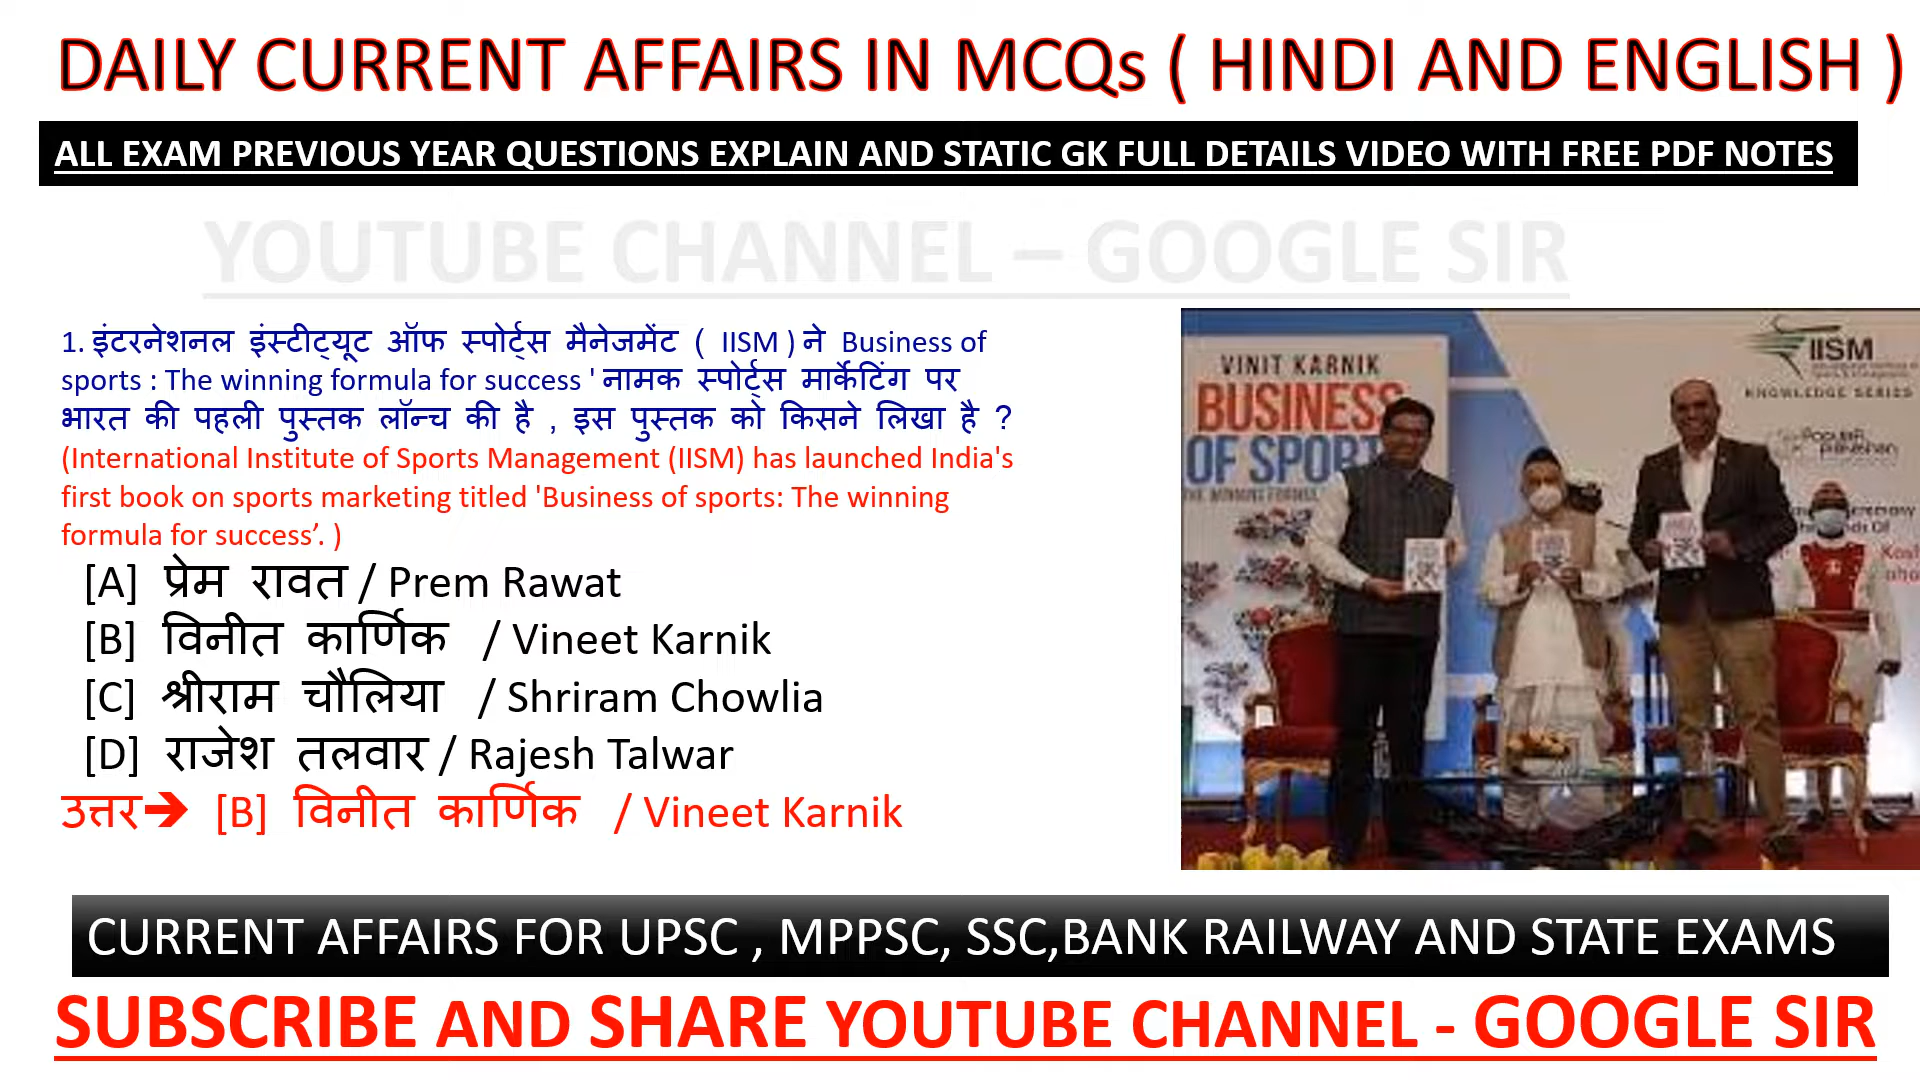 DAILY CURRENT AFFAIRS IN MCQs ( HINDI AND ENGLISH )
ALL EXAM PREVIOUS YEAR QUESTIONS EXPLAIN AND STATIC GK FULL DETAILS VIDEO WITH FREE PDF NOTES
YOUTUBE CHANNEL – GOOGLE SIR
1. इंटरनेशनल इंस्टीट्यूट ऑफ स्पोर्ट्स मैनेजमेंट ( IISM ) ने Business of
sports : The winning formula for success ' नामक स्पोर्ट्स मार्केटिंग पर
भारत की पहली पुस्तक लॉन्च की है , इस पुस्तक को किसने लिखा है ?
(International Institute of Sports Management (IISM) has launched India's
first book on sports marketing titled 'Business of sports: The winning
formula for success’. )
[A] प्रेम रावत / Prem Rawat
[B] विनीत कार्णिक / Vineet Karnik
[C] श्रीराम चौलिया / Shriram Chowlia
[D] राजेश तलवार / Rajesh Talwar
उत्तर➔ [B] विनीत कार्णिक / Vineet Karnik
VINIT KARNIK
BUSINESS
OF SPORT
THE WINNING FORMUL
IISM
KNOWLEDGE SERIES
CURRENT AFFAIRS FOR UPSC , MPPSC, SSC,BANK RAILWAY AND STATE EXAMS
SUBSCRIBE AND SHARE YOUTUBE CHANNEL - GOOGLE SIR